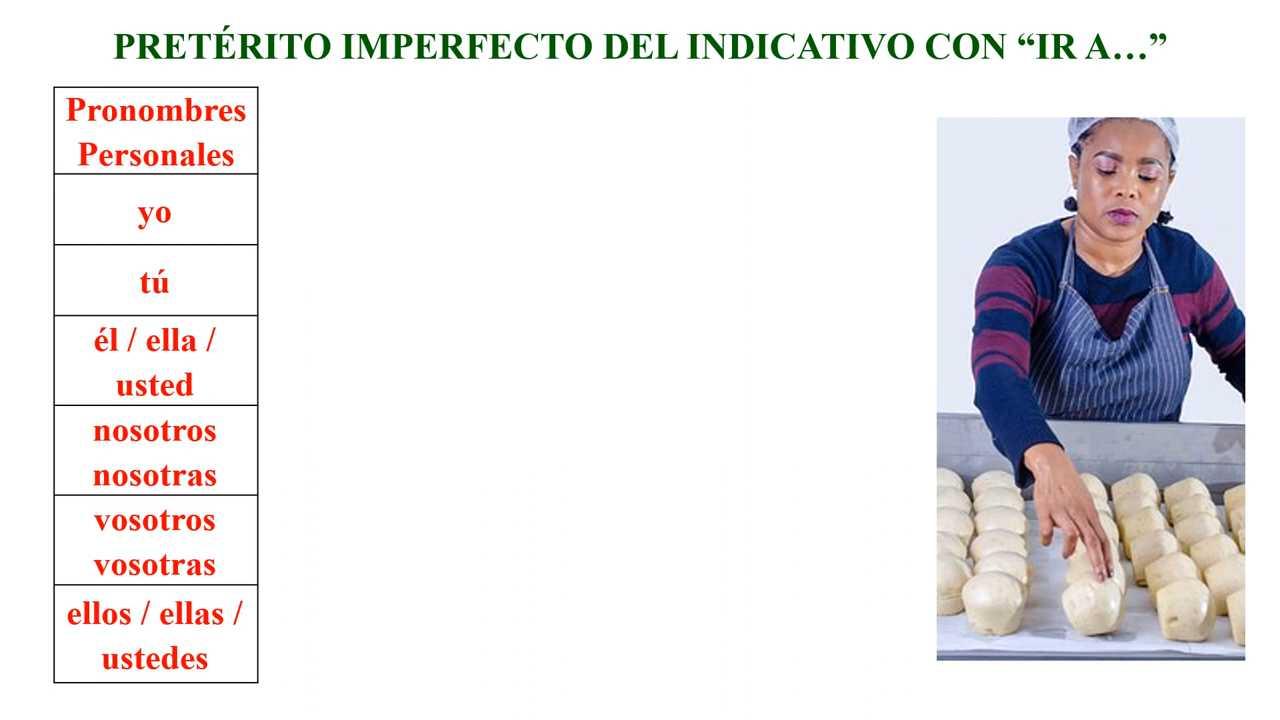 PRETÉRITO IMPERFECTO DEL INDICATIVO CON “IR A…”
Pronombres
Personales
yo
tú
él / ella /
usted
nosotros
nosotras
vosotros
vosotras
ellos / ellas /
ustedes